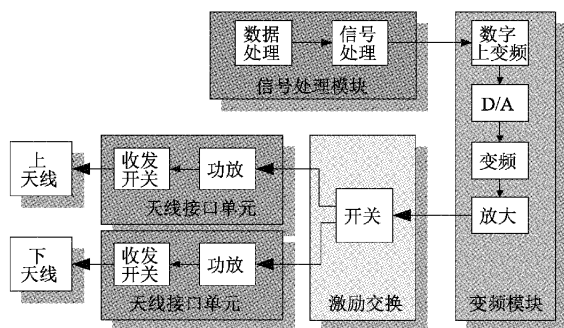 数据
处理
信号
处理
信号处理模块
数字
上变频
D/A
变频
放大
变频模块
开关
激励交换
功放
收发
开关
天线接口单元
上
天线
功放
收发
开关
天线接口单元
下
天线